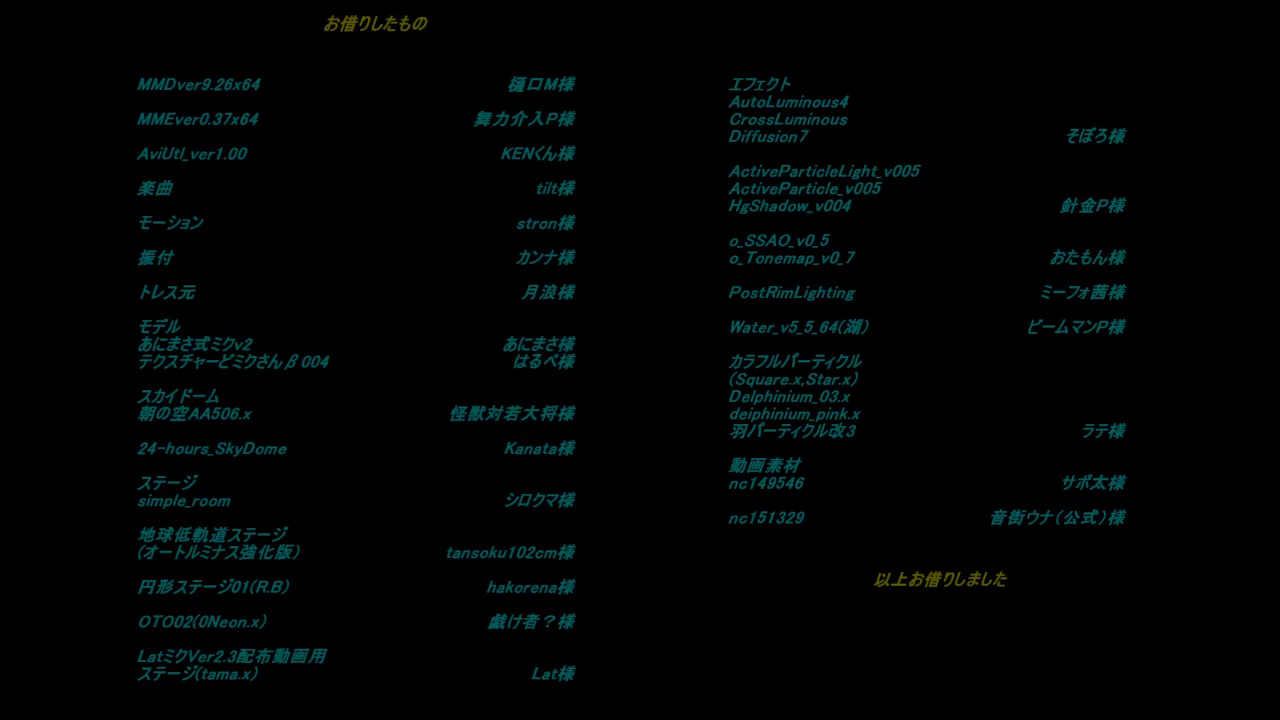 お借りしたもの
MMDver9.26x64 樋口M様
MMEver0.37x64 舞力介入P様
AviUtl_ver1.00 KENくん様
楽曲 tilt様
モーション stron様
振付 カンナ様
トレス元 月浪様
モデル
あにまさ式ミクv2 あにまさ様
テクスチャーどミクさんβ004 はるべ様
スカイドーム
朝の空AA506.x 怪獣対若大将様
24-hours_SkyDome Kanata様
ステージ
simple_room シロクマ様
地球低軌道ステージ
(オートルミナス強化版) tansoku102cm様
円形ステージ01(R.B) hakorena様
OTO02(0Neon.x) 戯け者？様
LatミクVer2.3配布動画用
ステージ(tama.x) Lat様
エフェクト
AutoLuminous4
CrossLuminous
Diffusion7 そぼろ様
ActiveParticleLight_v005
ActiveParticle_v005
HgShadow_v004 針金P様
o_SSAO_v0_5
o_Tonemap_v0_7 おたもん様
PostRimLighting ミーフォ茜様
Water_v5_5_64(湖) ビームマンP様
カラフルパーティクル
(Square.x,Star.x)
Delphinium_03.x
deiphinium_pink.x
羽パーティクル改3 ラテ様
動画素材
nc149546 サボ太様
nc151329 音街ウナ(公式)様
以上お借りしました